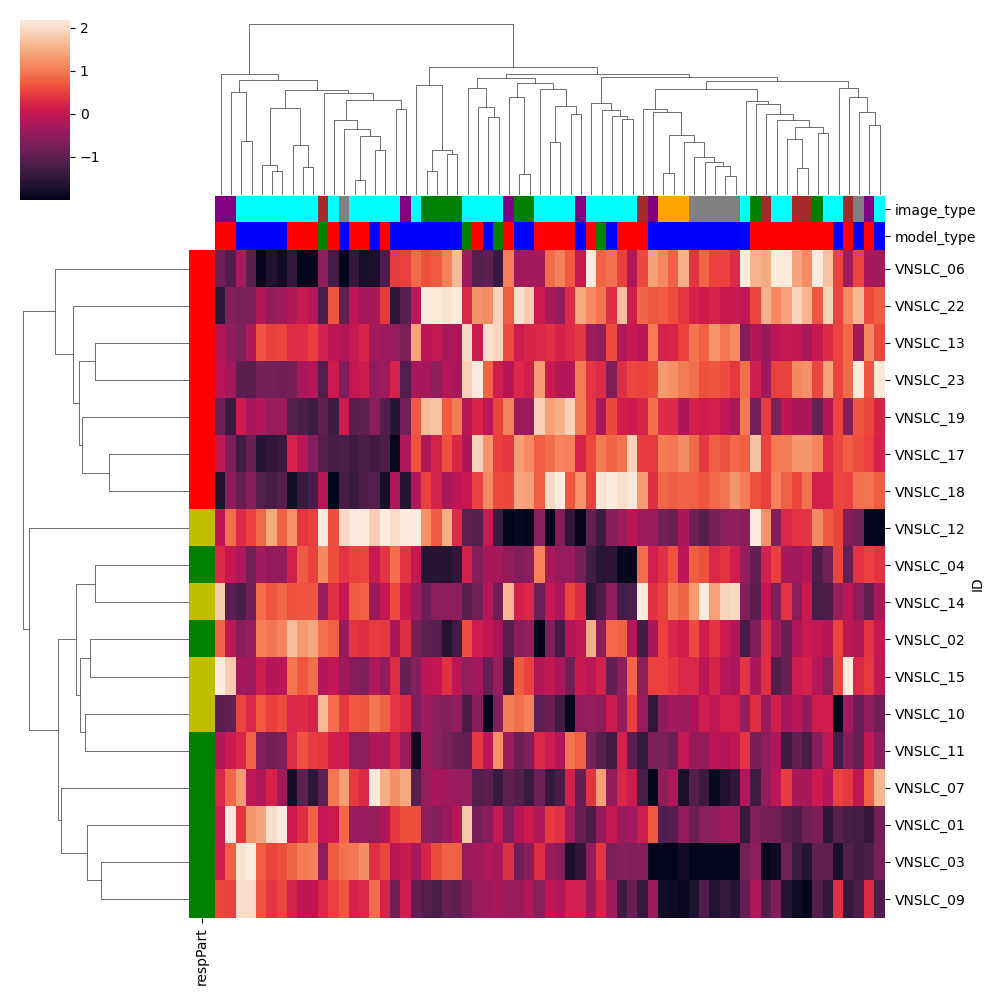 2
1
0
−1
image_type
model_type
VNSLC_06
VNSLC_22
VNSLC_13
VNSLC_23
VNSLC_19
VNSLC_17
VNSLC_18
VNSLC_12
VNSLC_04
VNSLC_14
VNSLC_02
VNSLC_15
VNSLC_10
VNSLC_11
VNSLC_07
VNSLC_01
VNSLC_03
VNSLC_09
ID
respPart